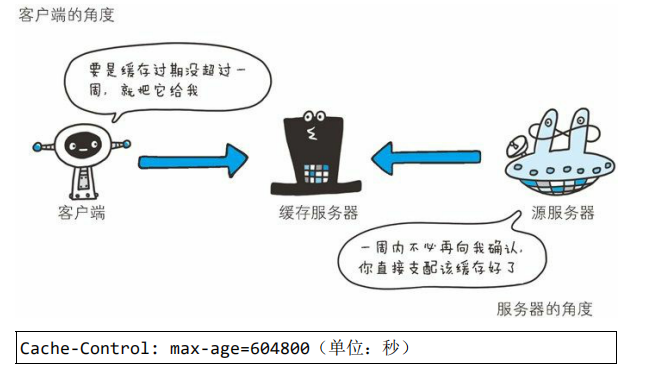 客户端的角度
要是缓存过期没超过一
周，就把它给我
客户端
缓存服务器
源服务器
一周内不必再向我确认，
你直接支配该缓存好了
服务器的角度
Cache-Control: max-age=604800（单位：秒）